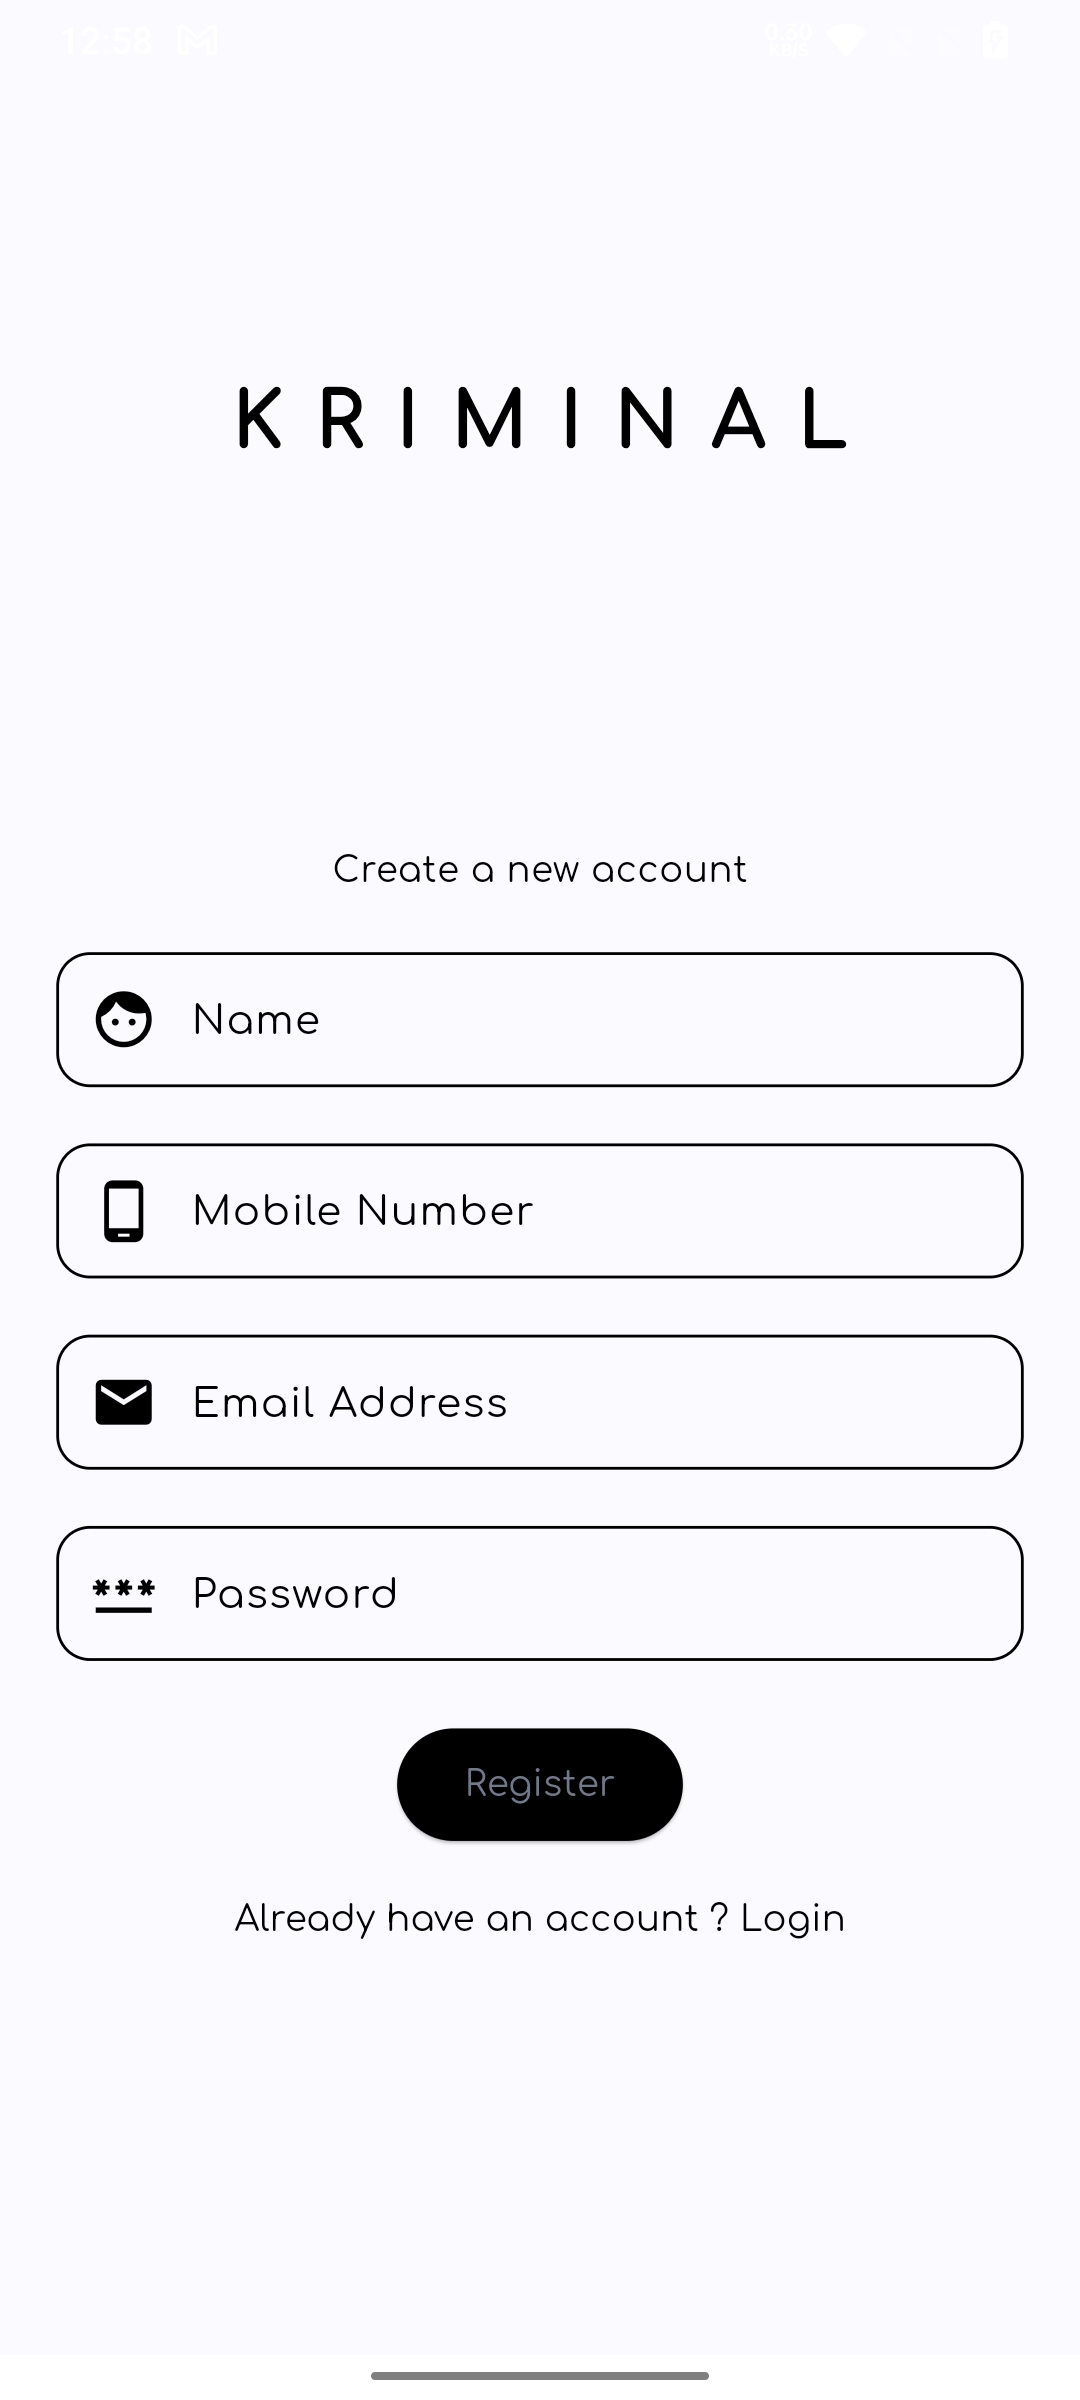 12:58
0.30
KB/s
K R I M I N A L
Create a new account
Name
Mobile Number
Email Address
Password
Register
Already have an account ? Login